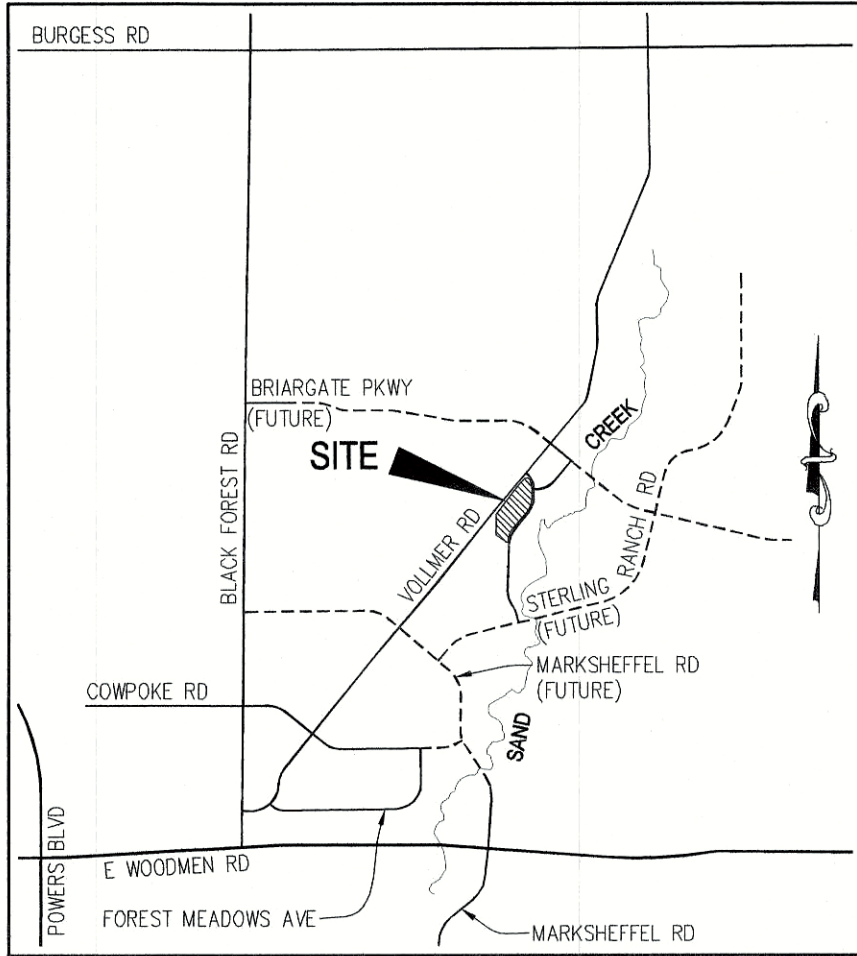 BURGESS RD
BRIARGATE PKWY
(FUTURE)
SITE
CREEK
BLACK FOREST RD
VOLLMER RD
RANCH RD
STERLING
(FUTURE)
MARKSHEFFEL RD
(FUTURE)
COWPOKE RD
SAND
POWERS BLVD
E WOODMEN RD
FOREST MEADOWS AVE
MARKSHEFFEL RD